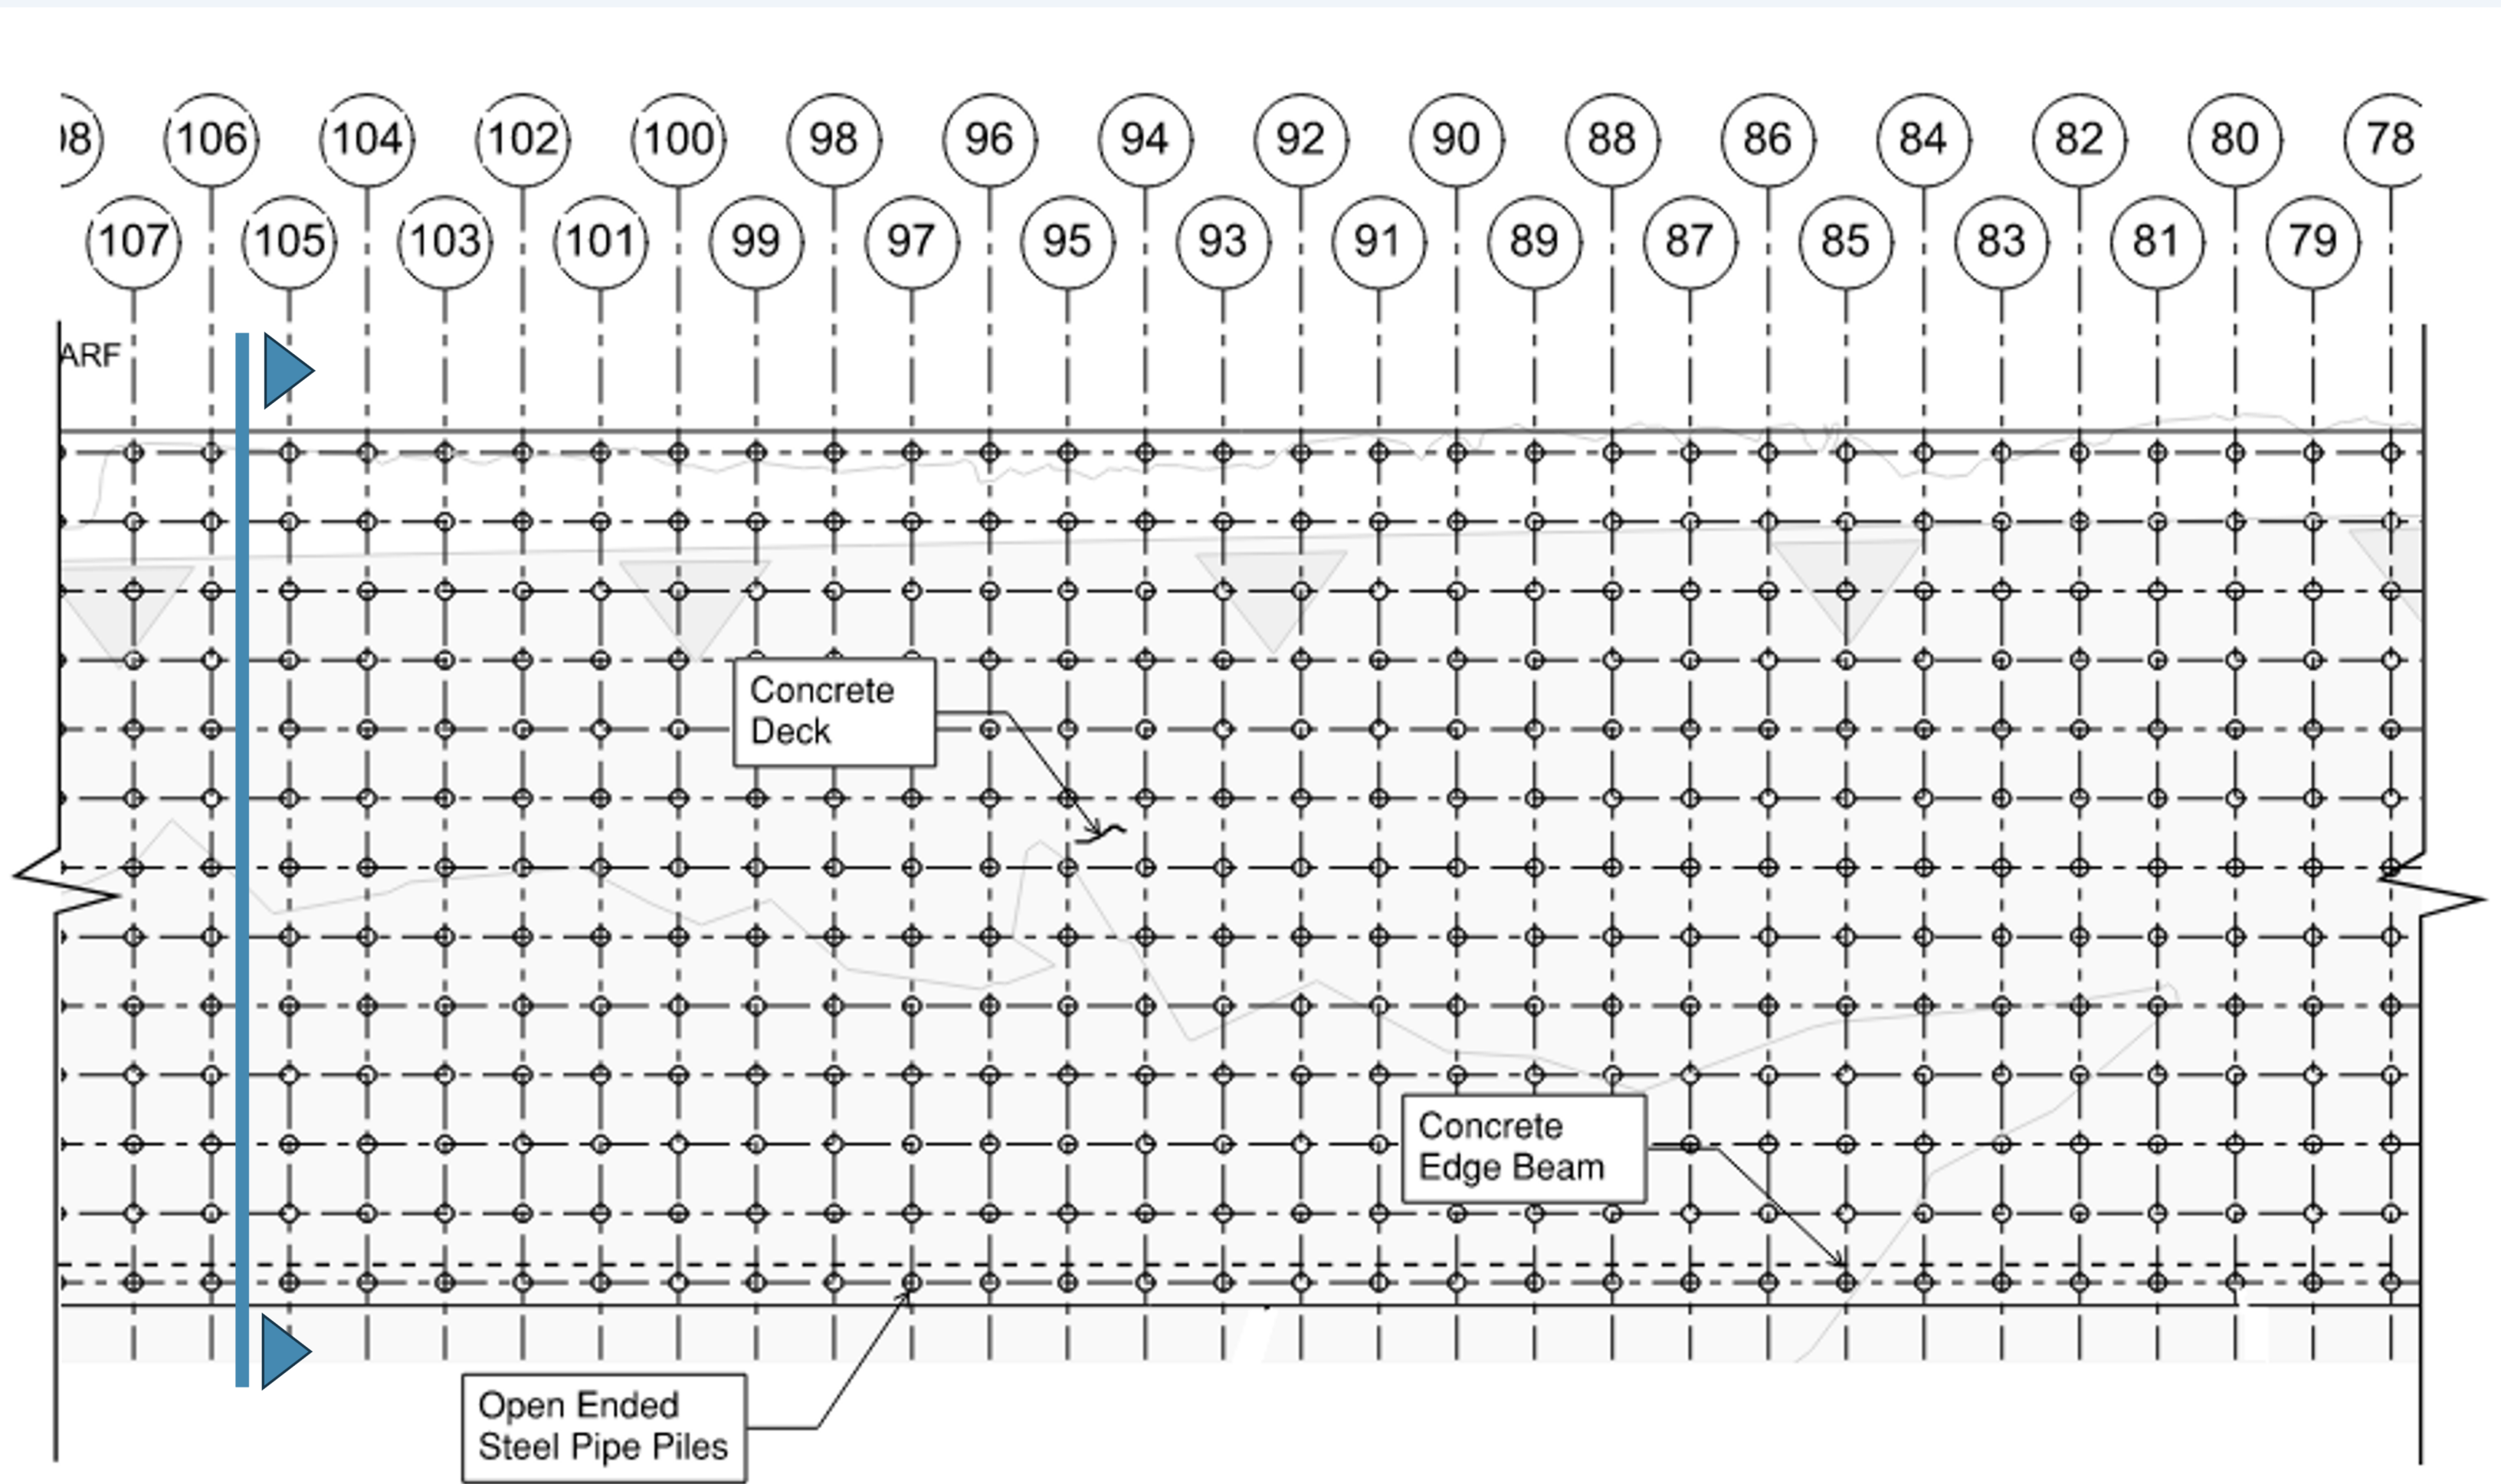 106 104 102 100 98 96 94 92 90 88 86 84 82 80 78
107 105 103 101 99 97 95 93 91 89 87 85 83 81 79
Concrete
Deck
Concrete
Edge Beam
Open Ended
Steel Pipe Piles